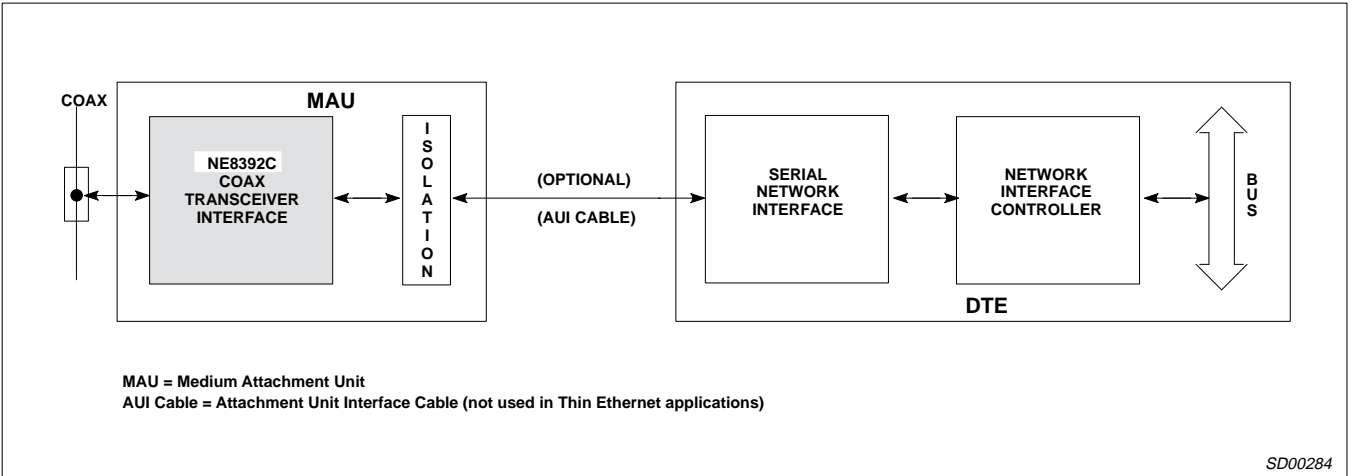 COAX
MAU
NE8392C
COAX
TRANSCEIVER
INTERFACE
I
S
O
L
A
T
I
O
N
(OPTIONAL)
(AUI CABLE)
SERIAL
NETWORK
INTERFACE
NETWORK
INTERFACE
CONTROLLER
B
U
S
DTE
MAU = Medium Attachment Unit
AUI Cable = Attachment Unit Interface Cable (not used in Thin Ethernet applications)
SD00284